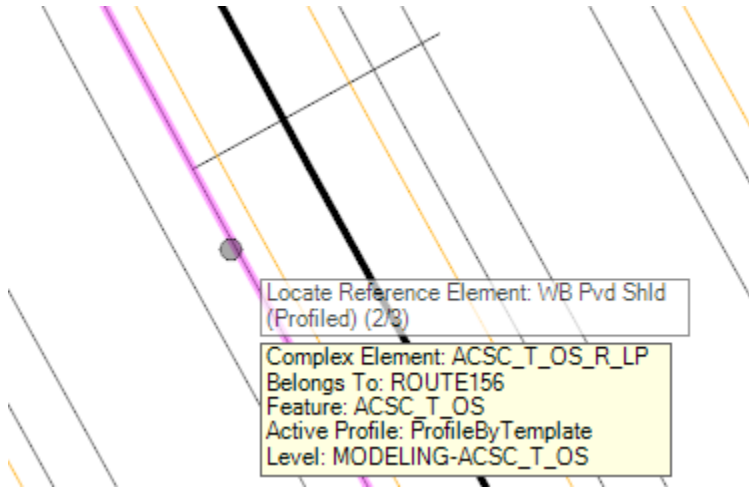 Locate Reference Element: WB Pvd Shld
(Profiled) (2/3)
Complex Element: ACSC_T_OS_R_LP
Belongs To: ROUTE156
Feature: ACSC_T_OS
Active Profile: ProfileByTemplate
Level: MODELING-ACSC_T_OS